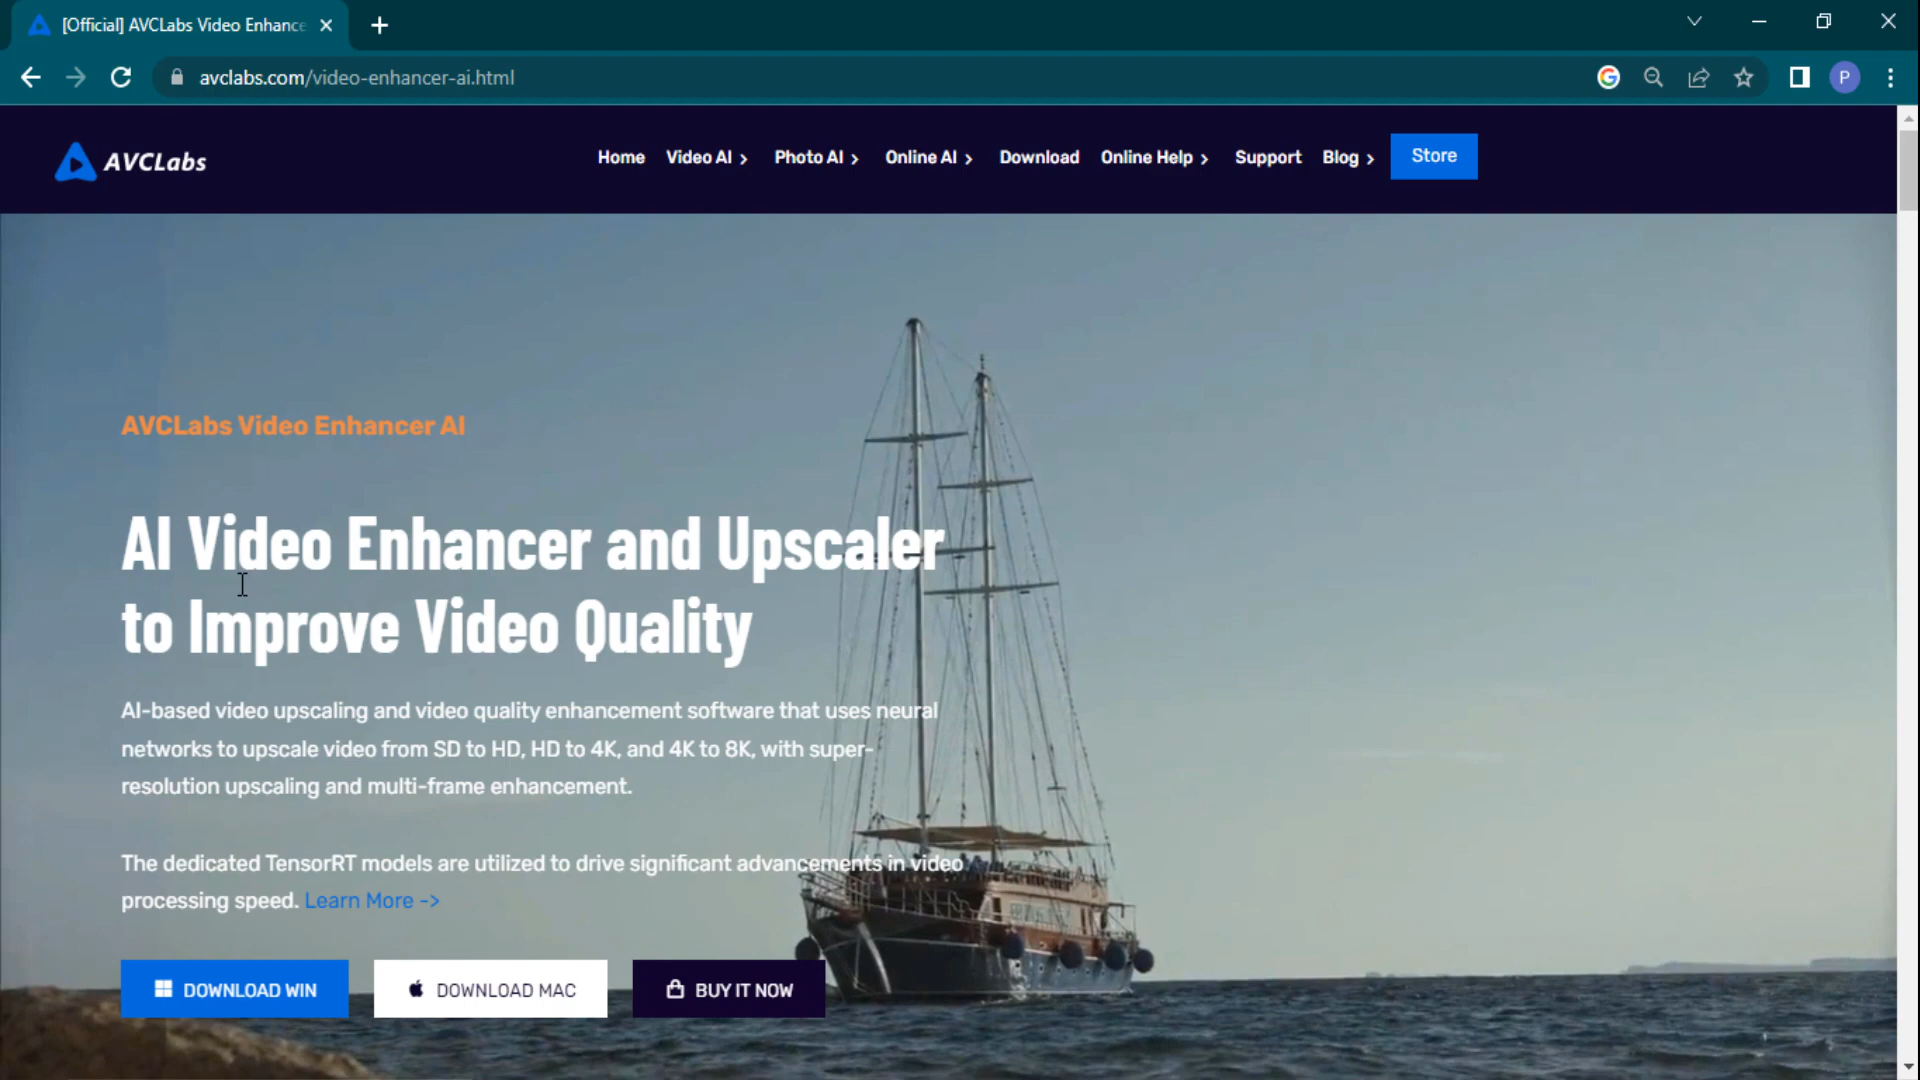 [Official] AVCLabs Video Enhance
avclabs.com/video-enhancer-ai.html
P
AVCLabs
Home Video AI Photo AI Online AI Download Online Help Support Blog Store
AVCLabs Video Enhancer AI
AI Video Enhancer and Upscaler
to Improve Video Quality
AI-based video upscaling and video quality enhancement software that uses neural
networks to upscale video from SD to HD, HD to 4K, and 4K to 8K, with super-
resolution upscaling and multi-frame enhancement.
The dedicated TensorRT models are utilized to drive significant advancements in video
processing speed. Learn More ->
DOWNLOAD WIN DOWNLOAD MAC BUY IT NOW